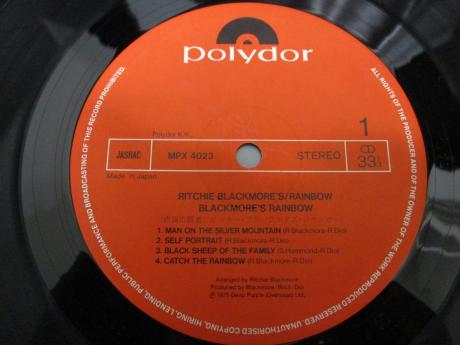 polydor
ALL RIGHTS OF THE PRODUCER AND OF THE OWNER OF THE WORK REPRODUCED RESERVED. UNAUTHORISED COPYING, HIRING, LENDING, PUBLIC PERFORMANCE AND BROADCASTING OF THIS RECORD PROHIBITED.
Polydor K.K.,
1
JASRAC
MPX 4023
STEREO
33⅓
Made in Japan
RITCHIE BLACKMORE'S/RAINBOW
BLACKMORE'S RAINBOW
1. MAN ON THE SILVER MOUNTAIN (R.Blackmore-R.Dio)
2. SELF PORTRAIT (R.Blackmore-R.Dio)
3. BLACK SHEEP OF THE FAMILY (S.Hammond-R.Dio)
4. CATCH THE RAINBOW (R.Blackmore-R.Dio)
Arranged by Ritchie Blackmore
Produced by Blackmore/Birch/Dio
℗ 1975 Deep Purple (Overseas) Ltd.